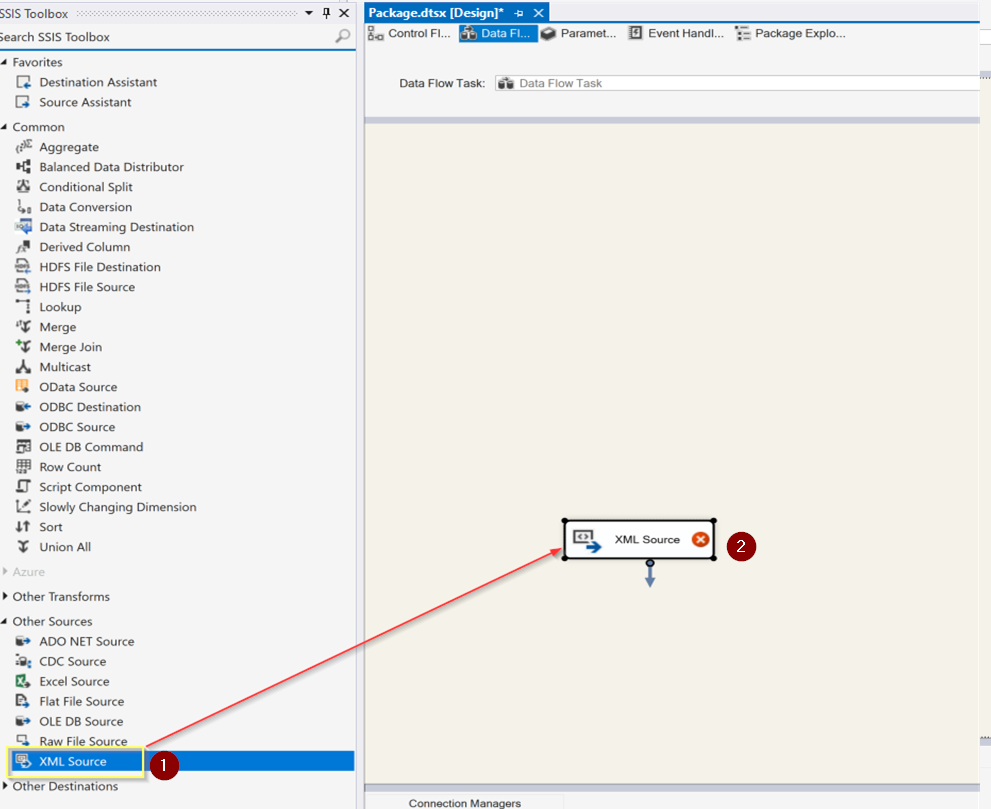 SSIS Toolbox
Search SSIS Toolbox
Favorites
Destination Assistant
Source Assistant
Common
Aggregate
Balanced Data Distributor
Conditional Split
Data Conversion
Data Streaming Destination
Derived Column
HDFS File Destination
HDFS File Source
Lookup
Merge
Merge Join
Multicast
OData Source
ODBC Destination
ODBC Source
OLE DB Command
Row Count
Script Component
Slowly Changing Dimension
Sort
Union All
Azure
Other Transforms
Other Sources
ADO NET Source
CDC Source
Excel Source
Flat File Source
OLE DB Source
Raw File Source
XML Source
1
Other Destinations
Package.dtsx [Design]*
Control Fl... Data Fl... Paramet... Event Handl... Package Explo...
Data Flow Task: Data Flow Task
XML Source
2
Connection Managers